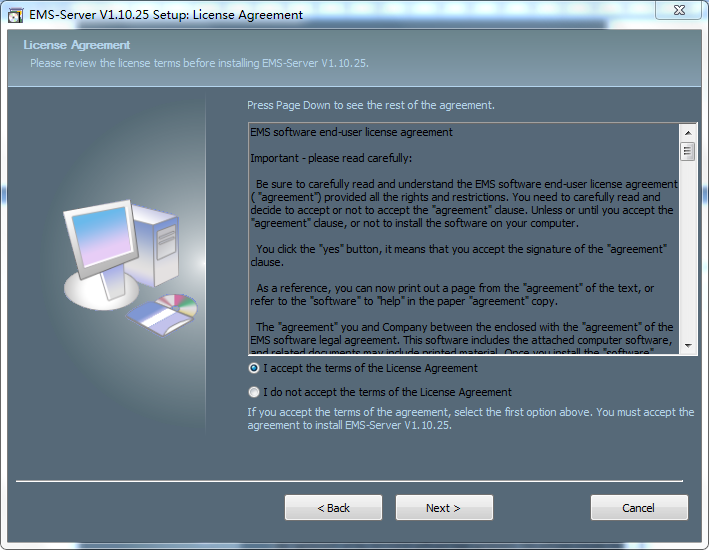 EMS-Server V1.10.25 Setup: License Agreement
License Agreement
Please review the license terms before installing EMS-Server V1.10.25.
Press Page Down to see the rest of the agreement.
EMS software end-user license agreement
Important - please read carefully:
Be sure to carefully read and understand the EMS software end-user license agreement
( "agreement") provided all the rights and restrictions. You need to carefully read and
decide to accept or not to accept the "agreement" clause. Unless or until you accept the
"agreement" clause, or not to install the software on your computer.
You click the "yes" button, it means that you accept the signature of the "agreement"
clause.
As a reference, you can now print out a page from the "agreement" of the text, or
refer to the "software" to "help" in the paper "agreement" copy.
The "agreement" you and Company between the enclosed with the "agreement" of the
EMS software legal agreement. This software includes the attached computer software,
and related documents may include printed material. Once you install the "software",
I accept the terms of the License Agreement
I do not accept the terms of the License Agreement
If you accept the terms of the agreement, select the first option above. You must accept the
agreement to install EMS-Server V1.10.25.
< Back
Next >
Cancel